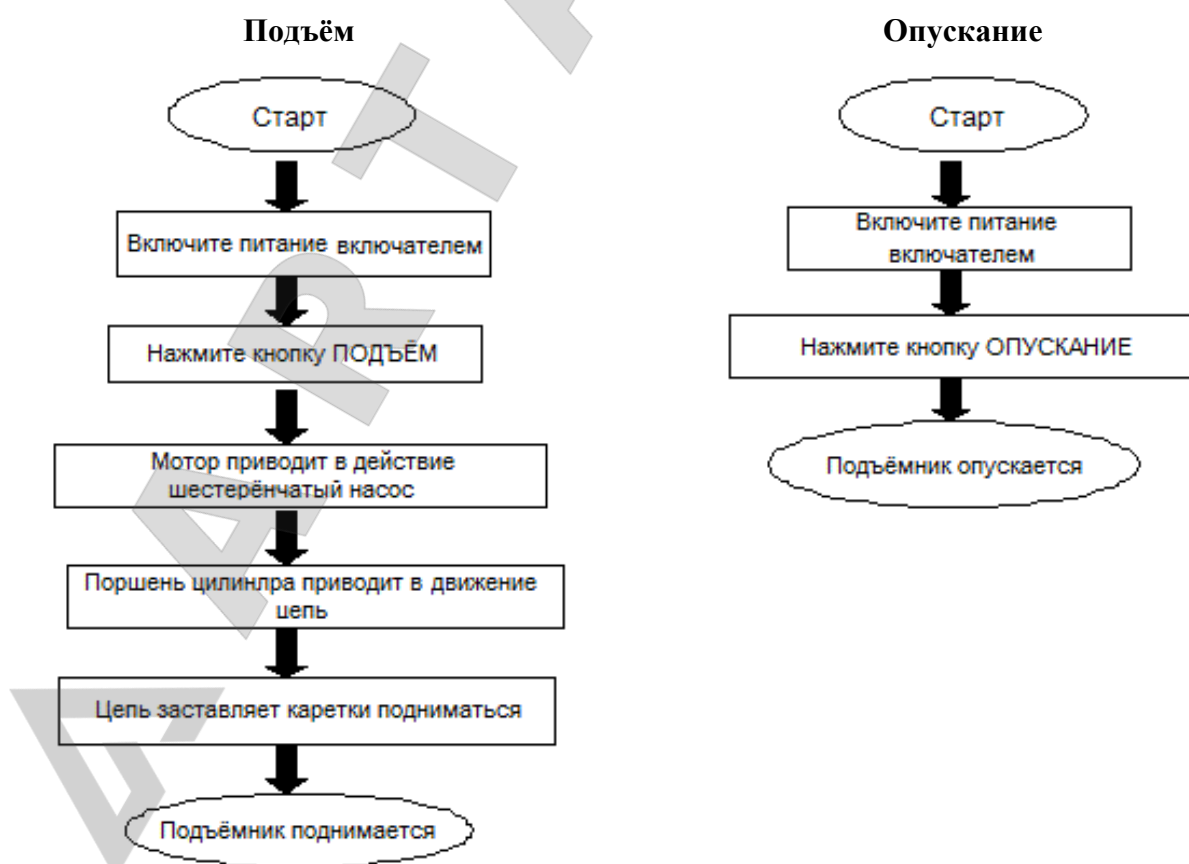 Подъём
Старт
Включите питание включателем
Нажмите кнопку ПОДЪЁМ
Мотор приводит в действие
шестерёнчатый насос
Поршень цилинлра приводит в движение
цепь
Цепь заставляет каретки подниматься
Подъёмник поднимается
Опускание
Старт
Включите питание
включателем
Нажмите кнопку ОПУСКАНИЕ
Подъёмник опускается